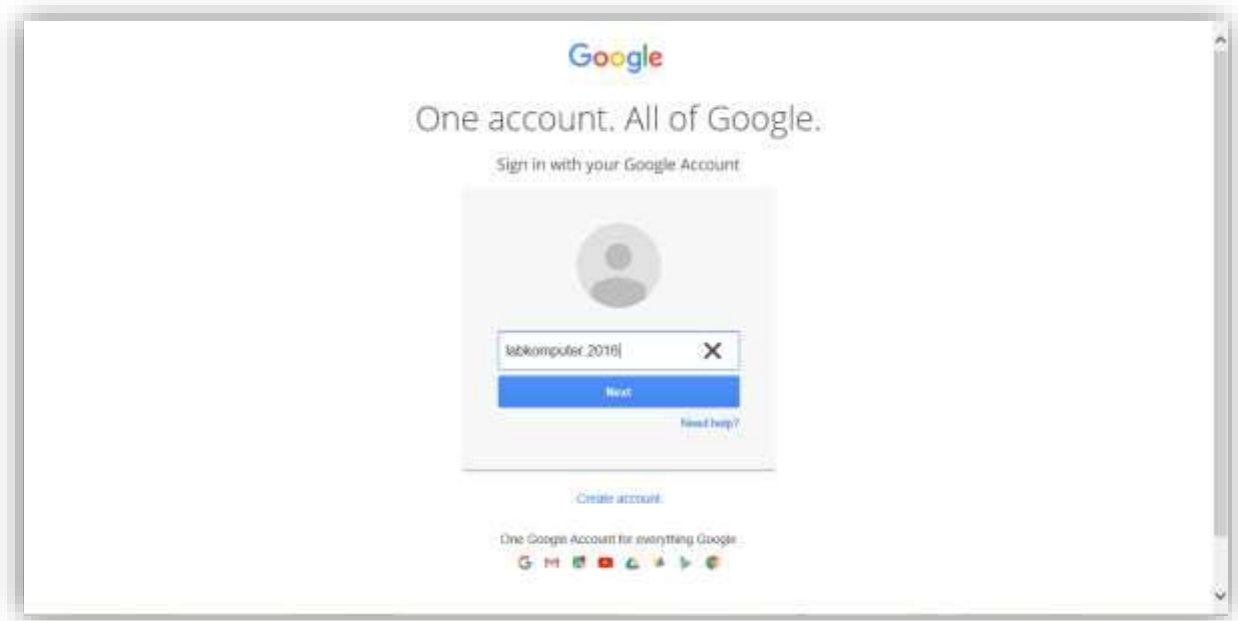 Google
One account. All of Google.
Sign in with your Google Account
labkomputer.2016
Next
Need help?
Create account
One Google Account for everything Google